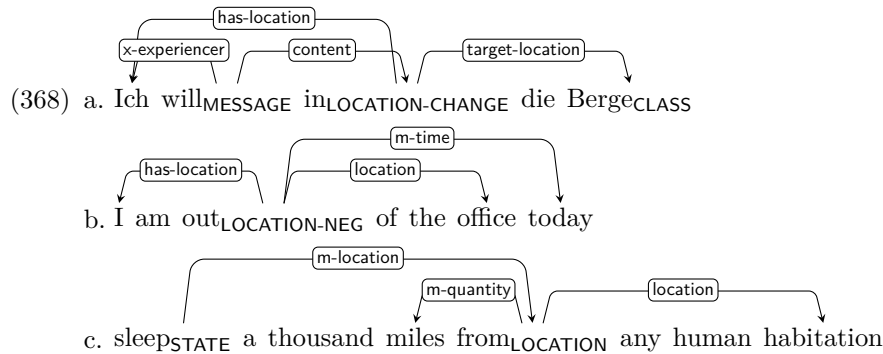 has-location
x-experiencer content target-location
(368) a. Ich willMESSAGE inLOCATION-CHANGE die BergeCLASS
m-time
has-location location
b. I am outLOCATION-NEG of the office today
m-location
m-quantity location
c. sleepSTATE a thousand miles fromLOCATION any human habitation